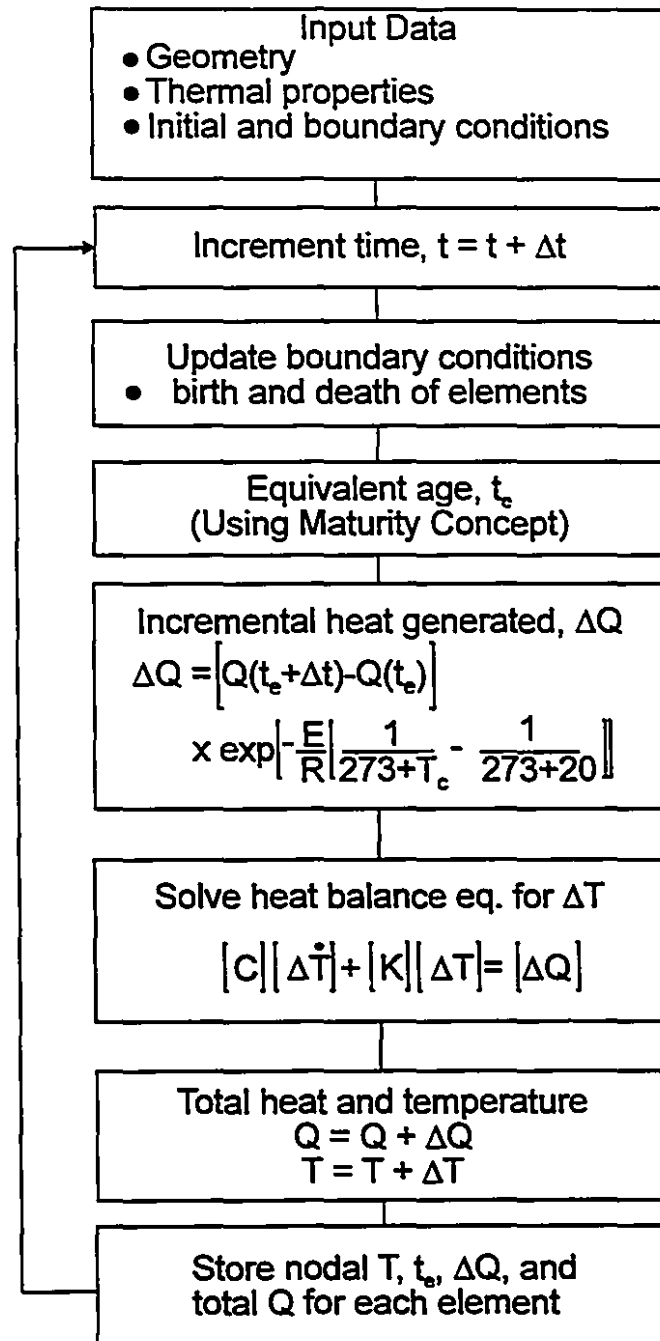 Input Data
● Geometry
● Thermal properties
● Initial and boundary conditions
Increment time, t = t + Δt
Update boundary conditions
● birth and death of elements
Equivalent age, tₑ
(Using Maturity Concept)
Incremental heat generated, ΔQ
ΔQ = [Q(tₑ+Δt)-Q(tₑ)]
x exp[-E/R[1/(273+T_c) - 1/(273+20)]]
Solve heat balance eq. for ΔT
[C][ΔṪ]+[K][ΔT]=[ΔQ]
Total heat and temperature
Q = Q + ΔQ
T = T + ΔT
Store nodal T, tₑ, ΔQ, and
total Q for each element